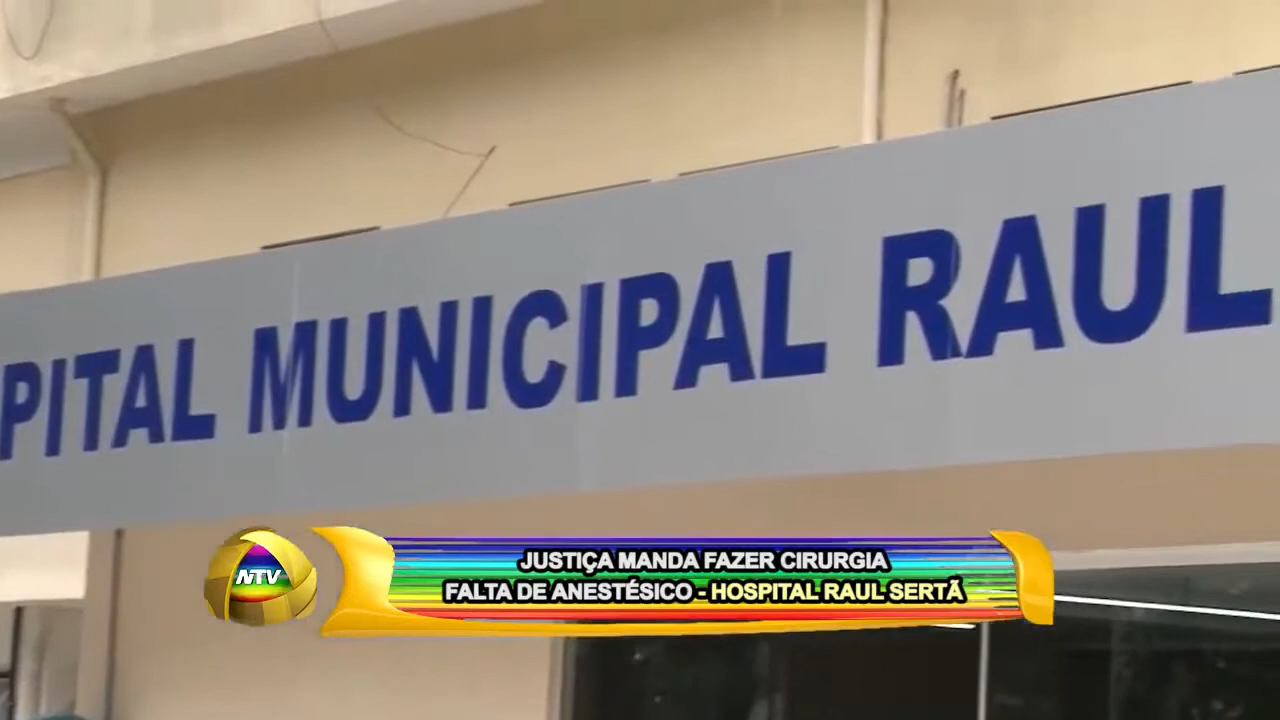 PITAL MUNICIPAL RAUL
NTV
JUSTIÇA MANDA FAZER CIRURGIA
FALTA DE ANESTÉSICO - HOSPITAL RAUL SERTÃ